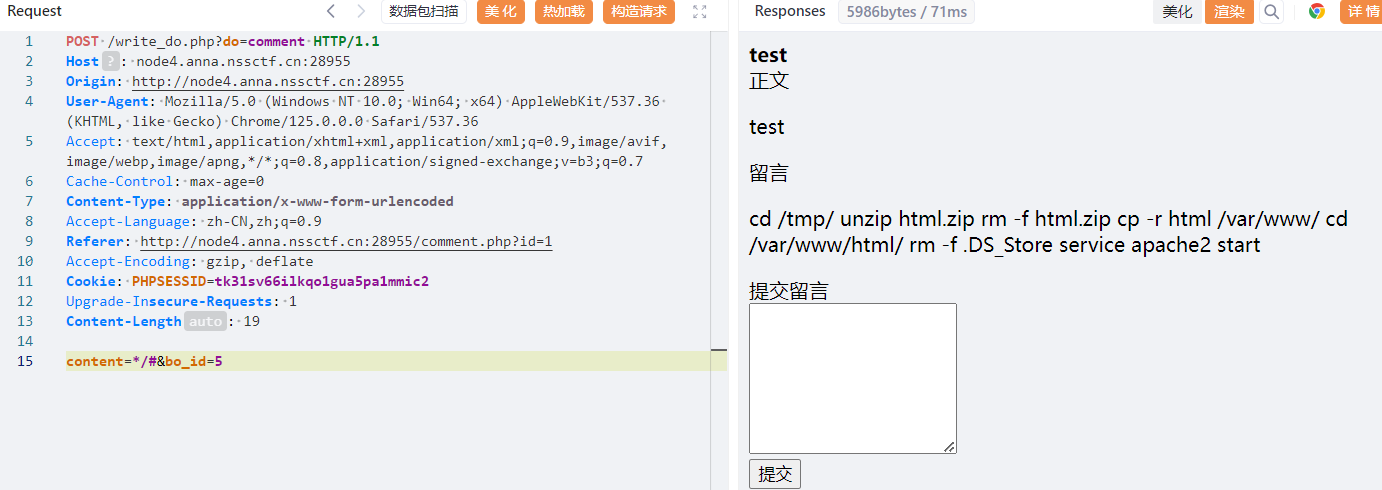 Request 数据包扫描 美化 热加载 构造请求
1 POST /write_do.php?do=comment HTTP/1.1
2 Host ? : node4.anna.nssctf.cn:28955
3 Origin: http://node4.anna.nssctf.cn:28955
4 User-Agent: Mozilla/5.0 (Windows NT 10.0; Win64; x64) AppleWebKit/537.36
(KHTML, like Gecko) Chrome/125.0.0.0 Safari/537.36
5 Accept: text/html,application/xhtml+xml,application/xml;q=0.9,image/avif,
image/webp,image/apng,*/*;q=0.8,application/signed-exchange;v=b3;q=0.7
6 Cache-Control: max-age=0
7 Content-Type: application/x-www-form-urlencoded
8 Accept-Language: zh-CN,zh;q=0.9
9 Referer: http://node4.anna.nssctf.cn:28955/comment.php?id=1
10 Accept-Encoding: gzip, deflate
11 Cookie: PHPSESSID=tk31sv66ilkqo1gua5pa1mmic2
12 Upgrade-Insecure-Requests: 1
13 Content-Length auto : 19
14
15 content=*/#&bo_id=5
Responses 5986bytes / 71ms 美化 渲染 详情
test
正文
test
留言
cd /tmp/ unzip html.zip rm -f html.zip cp -r html /var/www/ cd
/var/www/html/ rm -f .DS_Store service apache2 start
提交留言
提交